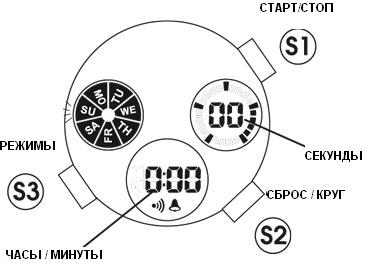 СТАРТ/СТОП
S1
MO
TU
WE
TH
FR
SA
SU
00
СЕКУНДЫ
РЕЖИМЫ
S3
0:00
СБРОС / КРУГ
S2
ЧАСЫ / МИНУТЫ